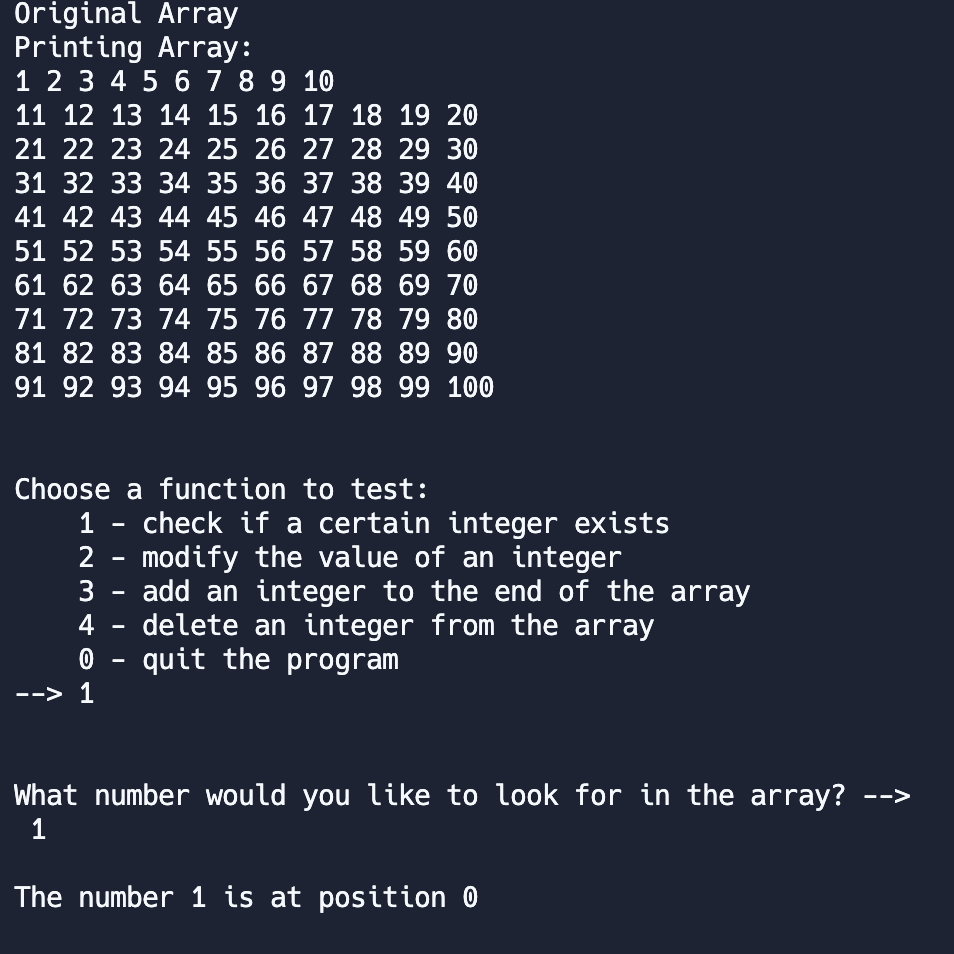 Original Array
Printing Array:
1 2 3 4 5 6 7 8 9 10
11 12 13 14 15 16 17 18 19 20
21 22 23 24 25 26 27 28 29 30
31 32 33 34 35 36 37 38 39 40
41 42 43 44 45 46 47 48 49 50
51 52 53 54 55 56 57 58 59 60
61 62 63 64 65 66 67 68 69 70
71 72 73 74 75 76 77 78 79 80
81 82 83 84 85 86 87 88 89 90
91 92 93 94 95 96 97 98 99 100
Choose a function to test:
1 - check if a certain integer exists
2 - modify the value of an integer
3 - add an integer to the end of the array
4 - delete an integer from the array
0 - quit the program
--> 1
What number would you like to look for in the array? -->
1
The number 1 is at position 0